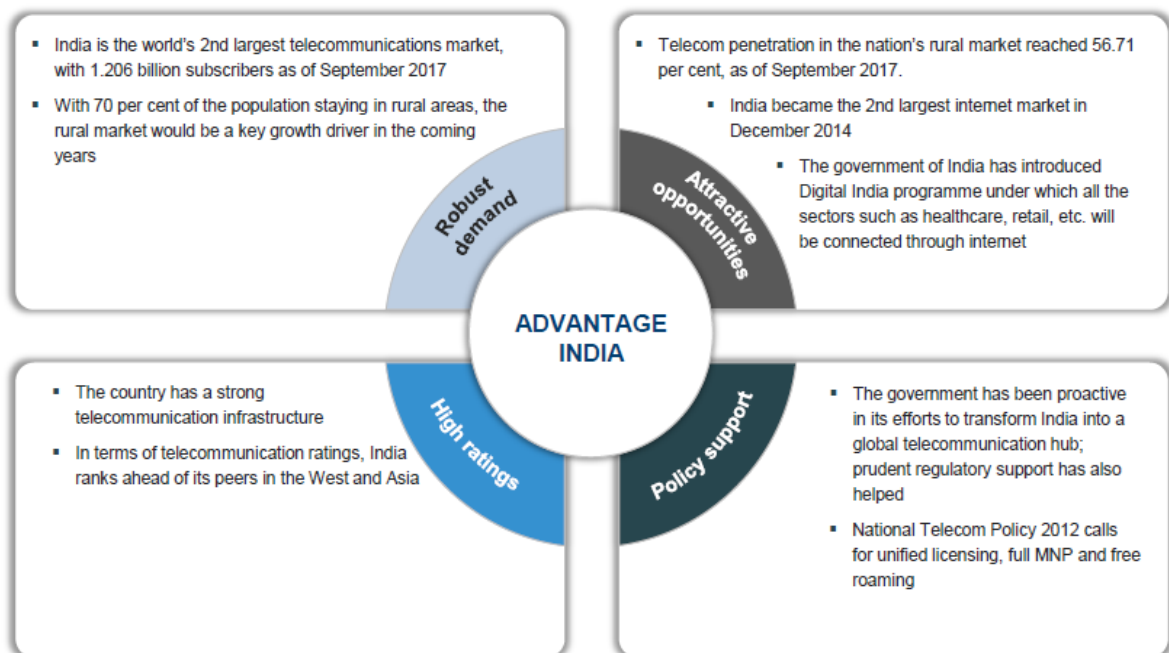 ▪ India is the world's 2nd largest telecommunications market,
with 1.206 billion subscribers as of September 2017
▪ With 70 per cent of the population staying in rural areas, the
rural market would be a key growth driver in the coming
years
Robust
demand
▪ Telecom penetration in the nation's rural market reached 56.71
per cent, as of September 2017.
▪ India became the 2nd largest internet market in
December 2014
▪ The government of India has introduced
Digital India programme under which all the
sectors such as healthcare, retail, etc. will
be connected through internet
Attractive
opportunities
ADVANTAGE
INDIA
▪ The country has a strong
telecommunication infrastructure
▪ In terms of telecommunication ratings, India
ranks ahead of its peers in the West and Asia
High ratings
▪ The government has been proactive
in its efforts to transform India into a
global telecommunication hub;
prudent regulatory support has also
helped
▪ National Telecom Policy 2012 calls
for unified licensing, full MNP and free
roaming
Policy support